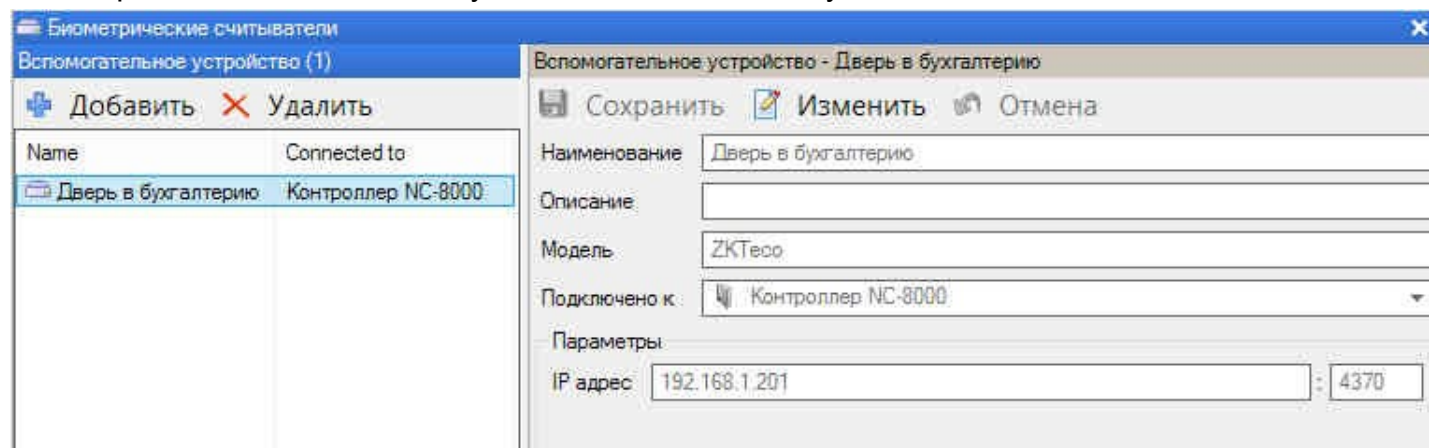 Биометрические считыватели
Вспомогательное устройство (1)
Добавить Удалить
Name Connected to
Дверь в бухгалтерию Контроллер NC-8000
Вспомогательное устройство - Дверь в бухгалтерию
Сохранить Изменить Отмена
Наименование Дверь в бухгалтерию
Описание
Модель ZKTeco
Подключено к Контроллер NC-8000
Параметры
IP адрес 192.168.1.201 : 4370